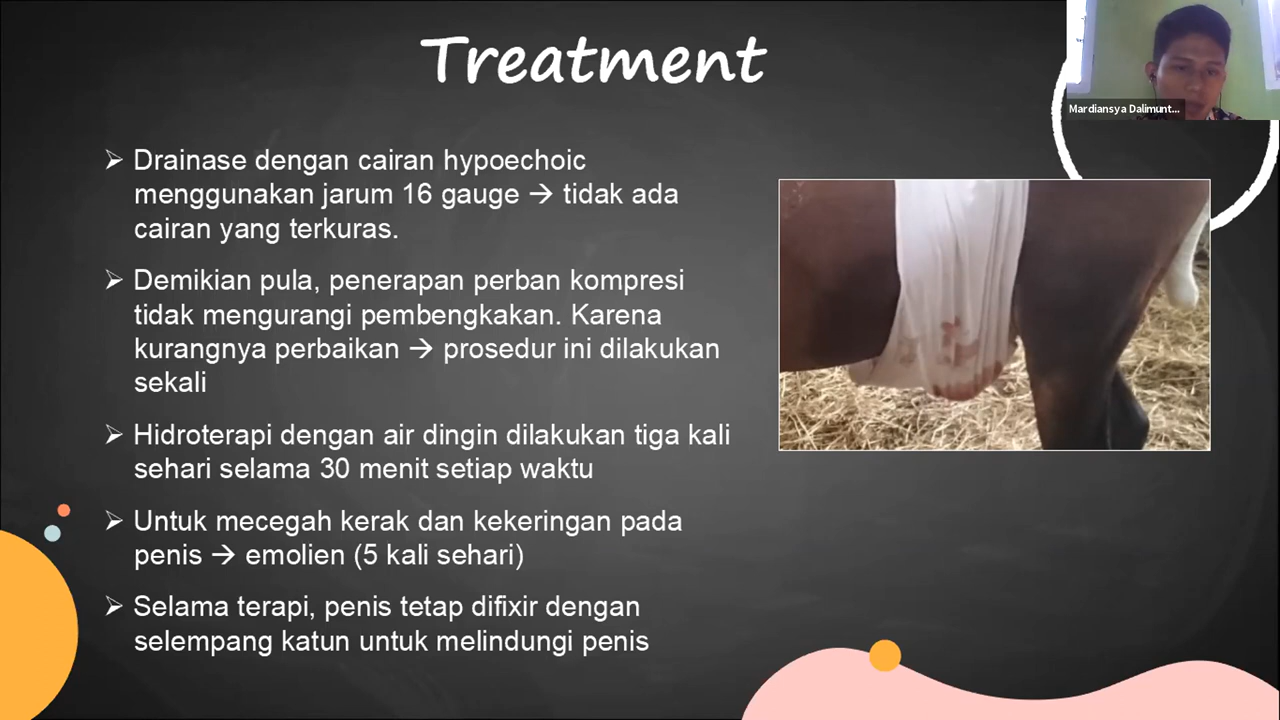 Treatment
Mardiansya Dalimunt...
➢ Drainase dengan cairan hypoechoic
menggunakan jarum 16 gauge → tidak ada
cairan yang terkuras.
➢ Demikian pula, penerapan perban kompresi
tidak mengurangi pembengkakan. Karena
kurangnya perbaikan → prosedur ini dilakukan
sekali
➢ Hidroterapi dengan air dingin dilakukan tiga kali
sehari selama 30 menit setiap waktu
➢ Untuk mecegah kerak dan kekeringan pada
penis → emolien (5 kali sehari)
➢ Selama terapi, penis tetap difixir dengan
selempang katun untuk melindungi penis